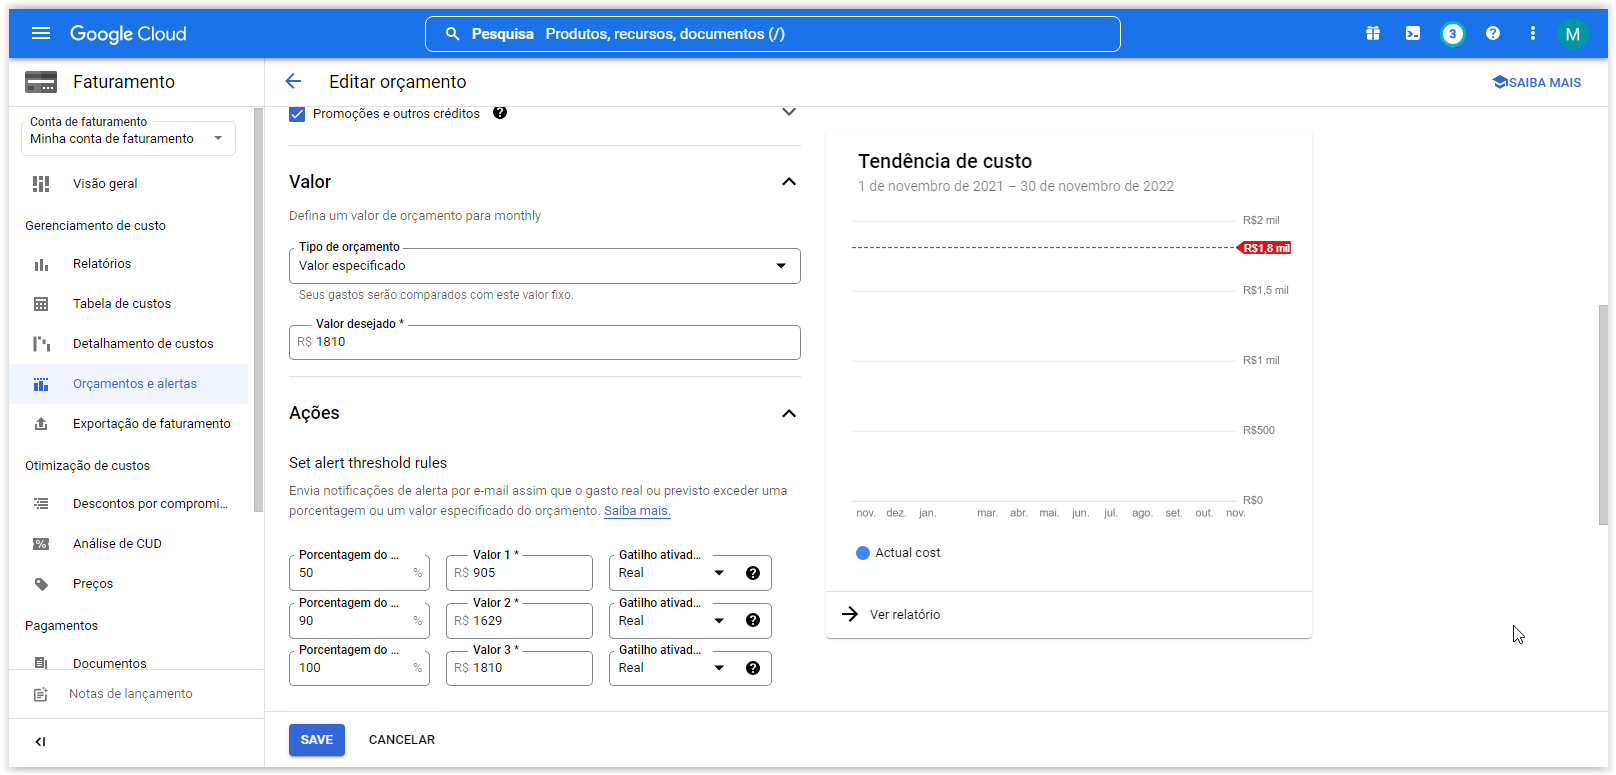 Google Cloud
Pesquisa Produtos, recursos, documentos (/)
3
M
Faturamento
Editar orçamento
SAIBA MAIS
Conta de faturamento
Minha conta de faturamento
Visão geral
Gerenciamento de custo
Relatórios
Tabela de custos
Detalhamento de custos
Orçamentos e alertas
Exportação de faturamento
Otimização de custos
Descontos por compromi...
Análise de CUD
Preços
Pagamentos
Documentos
Notas de lançamento
Promoções e outros créditos
Valor
Defina um valor de orçamento para monthly
Tipo de orçamento
Valor especificado
Seus gastos serão comparados com este valor fixo.
Valor desejado *
R$ 1810
Ações
Set alert threshold rules
Envia notificações de alerta por e-mail assim que o gasto real ou previsto exceder uma
porcentagem ou um valor especificado do orçamento. Saiba mais.
Porcentagem do ... Valor 1 * Gatilho ativad...
50 % R$ 905 Real
Porcentagem do ... Valor 2 * Gatilho ativad...
90 % R$ 1629 Real
Porcentagem do ... Valor 3 * Gatilho ativad...
100 % R$ 1810 Real
SAVE CANCELAR
Tendência de custo
1 de novembro de 2021 – 30 de novembro de 2022
R$2 mil
R$1,8 mil
R$1,5 mil
R$1 mil
R$500
R$0
nov. dez. jan. mar. abr. mai. jun. jul. ago. set. out. nov.
Actual cost
Ver relatório